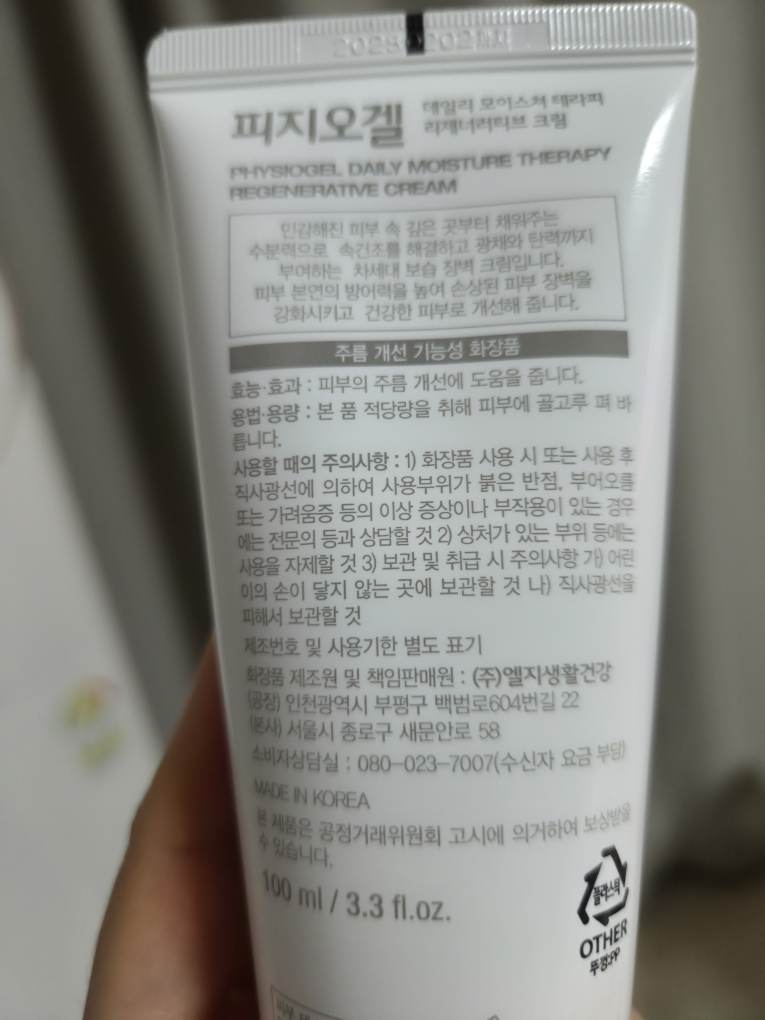 피지오겔
데일리 모이스쳐 테라피
리제너러티브 크림
PHYSIOGEL DAILY MOISTURE THERAPY
REGENERATIVE CREAM
민감해진 피부 속 깊은 곳부터 채워주는
수분력으로 속건조를 해결하고 광채와 탄력까지
부여하는 차세대 보습 장벽 크림입니다.
피부 본연의 방어력을 높여 손상된 피부 장벽을
강화시키고 건강한 피부로 개선해 줍니다.
주름 개선 기능성 화장품
효능·효과 : 피부의 주름 개선에 도움을 줍니다.
용법·용량 : 본 품 적당량을 취해 피부에 골고루 펴 바
릅니다.
사용할 때의 주의사항 : 1) 화장품 사용 시 또는 사용 후
직사광선에 의하여 사용부위가 붉은 반점, 부어오름
또는 가려움증 등의 이상 증상이나 부작용이 있는 경우
에는 전문의 등과 상담할 것 2) 상처가 있는 부위 등에는
사용을 자제할 것 3) 보관 및 취급 시 주의사항 가) 어린
이의 손이 닿지 않는 곳에 보관할 것 나) 직사광선을
피해서 보관할 것
제조번호 및 사용기한 별도 표기
화장품 제조원 및 책임판매원 : (주)엘지생활건강
(공장) 인천광역시 부평구 백범로604번길 22
(본사) 서울시 종로구 새문안로 58
소비자상담실 : 080-023-7007(수신자 요금 부담)
MADE IN KOREA
본 제품은 공정거래위원회 고시에 의거하여 보상받을
수 있습니다.
100 ml / 3.3 fl.oz.
플라스틱
OTHER
뚜껑:PP